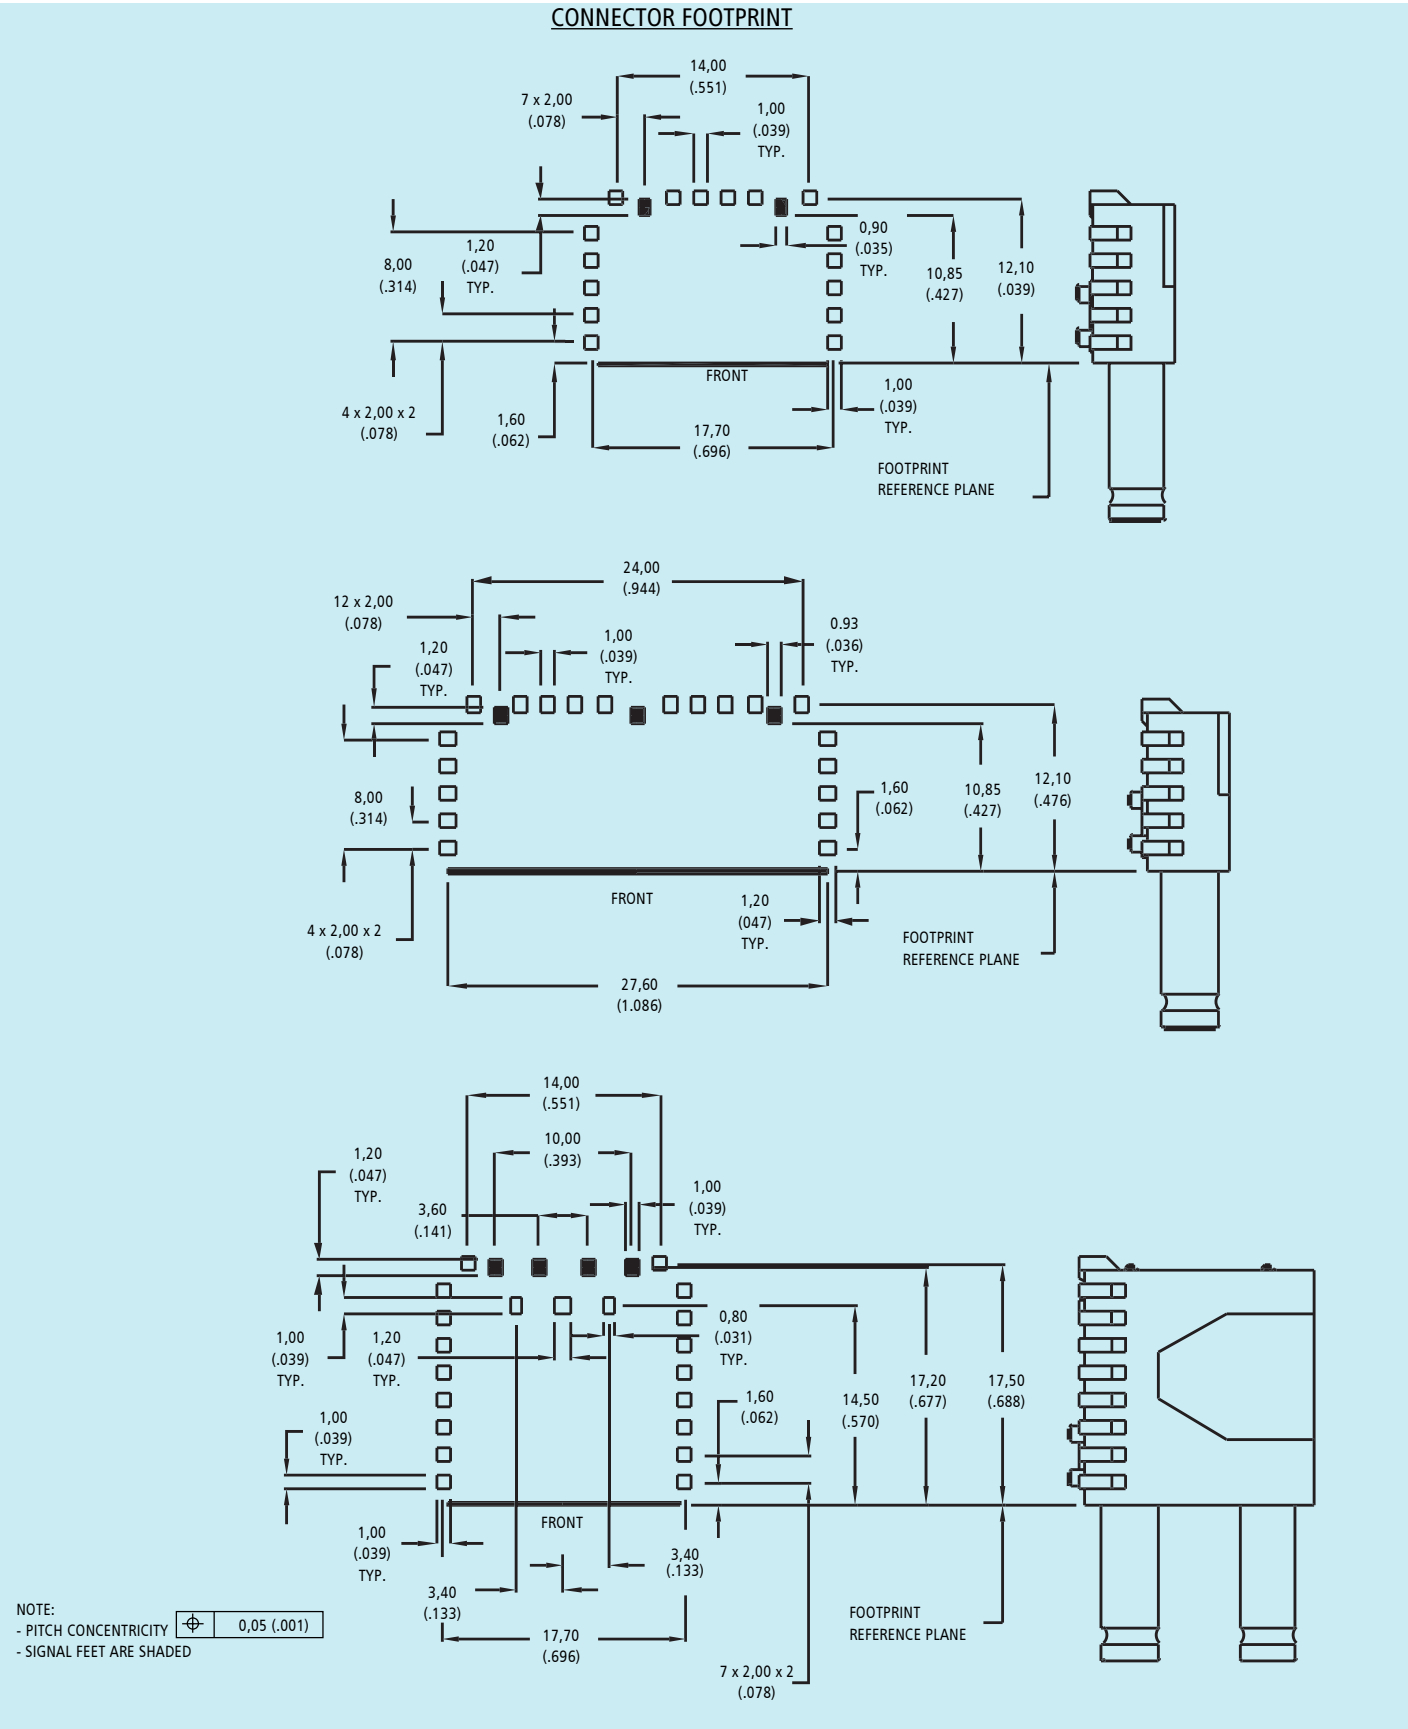 CONNECTOR FOOTPRINT
14,00
(.551)
7 x 2,00
(.078)
1,00
(.039)
TYP.
1,20
(.047)
TYP.
8,00
(.314)
0,90
(.035)
TYP.
10,85
(.427)
12,10
(.039)
FRONT
4 x 2,00 x 2
(.078)
1,60
(.062)
17,70
(.696)
1,00
(.039)
TYP.
FOOTPRINT
REFERENCE PLANE
24,00
(.944)
12 x 2,00
(.078)
1,20
(.047)
TYP.
1,00
(.039)
TYP.
0.93
(.036)
TYP.
8,00
(.314)
1,60
(.062)
10,85
(.427)
12,10
(.476)
FRONT
1,20
(047)
TYP.
4 x 2,00 x 2
(.078)
FOOTPRINT
REFERENCE PLANE
27,60
(1.086)
14,00
(.551)
10,00
(.393)
1,20
(.047)
TYP.
3,60
(.141)
1,00
(.039)
TYP.
1,00
(.039)
TYP.
1,20
(.047)
TYP.
0,80
(.031)
TYP.
1,60
(.062)
14,50
(.570)
17,20
(.677)
17,50
(.688)
1,00
(.039)
TYP.
FRONT
1,00
(.039)
TYP.
3,40
(.133)
3,40
(.133)
17,70
(.696)
7 x 2,00 x 2
(.078)
FOOTPRINT
REFERENCE PLANE
NOTE:
- PITCH CONCENTRICITY 0,05 (.001)
- SIGNAL FEET ARE SHADED